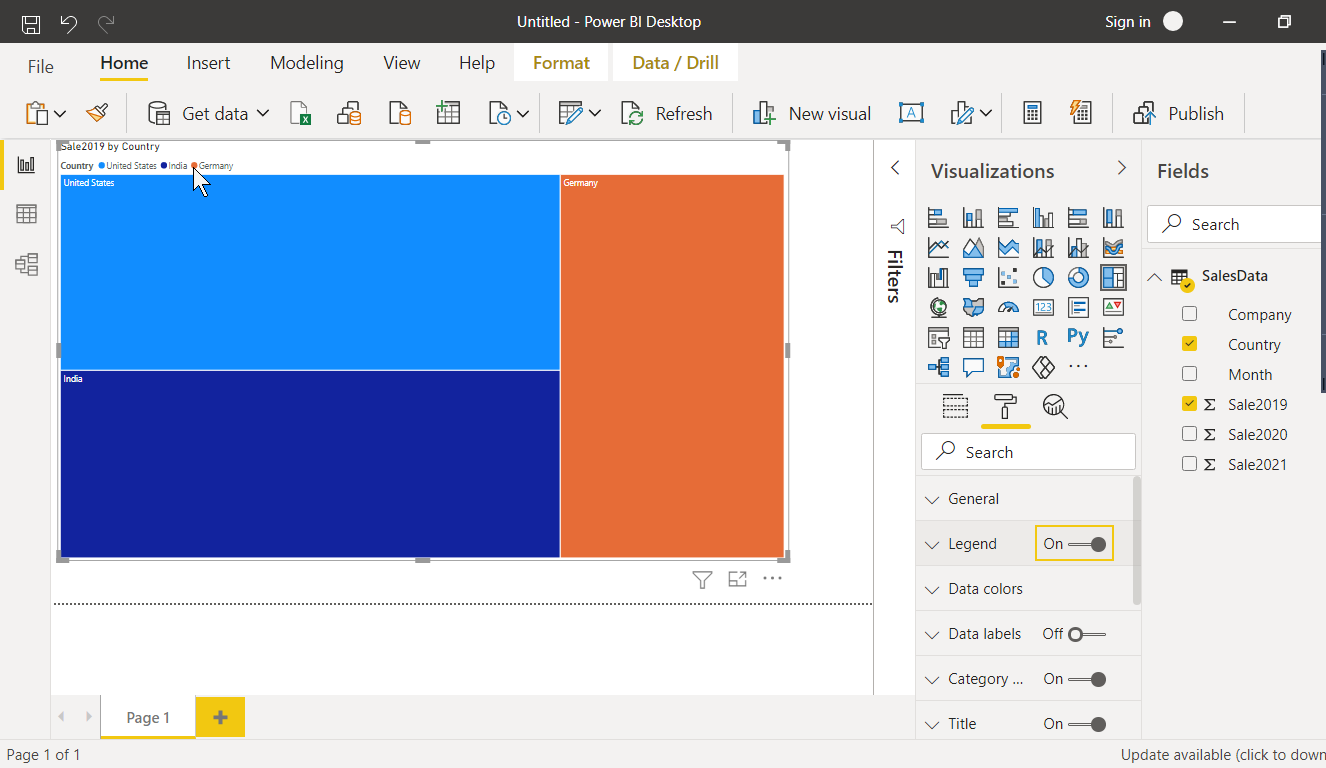 Untitled - Power BI Desktop
Sign in
File Home Insert Modeling View Help Format Data / Drill
Get data Refresh New visual Publish
Sale2019 by Country
Country United States India Germany
United States
Germany
India
Filters
Visualizations
R Py
123
Search
General
Legend On
Data colors
Data labels Off
Category ... On
Title On
Fields
Search
SalesData
Company
Country
Month
Σ Sale2019
Σ Sale2020
Σ Sale2021
Page 1
Page 1 of 1
Update available (click to down